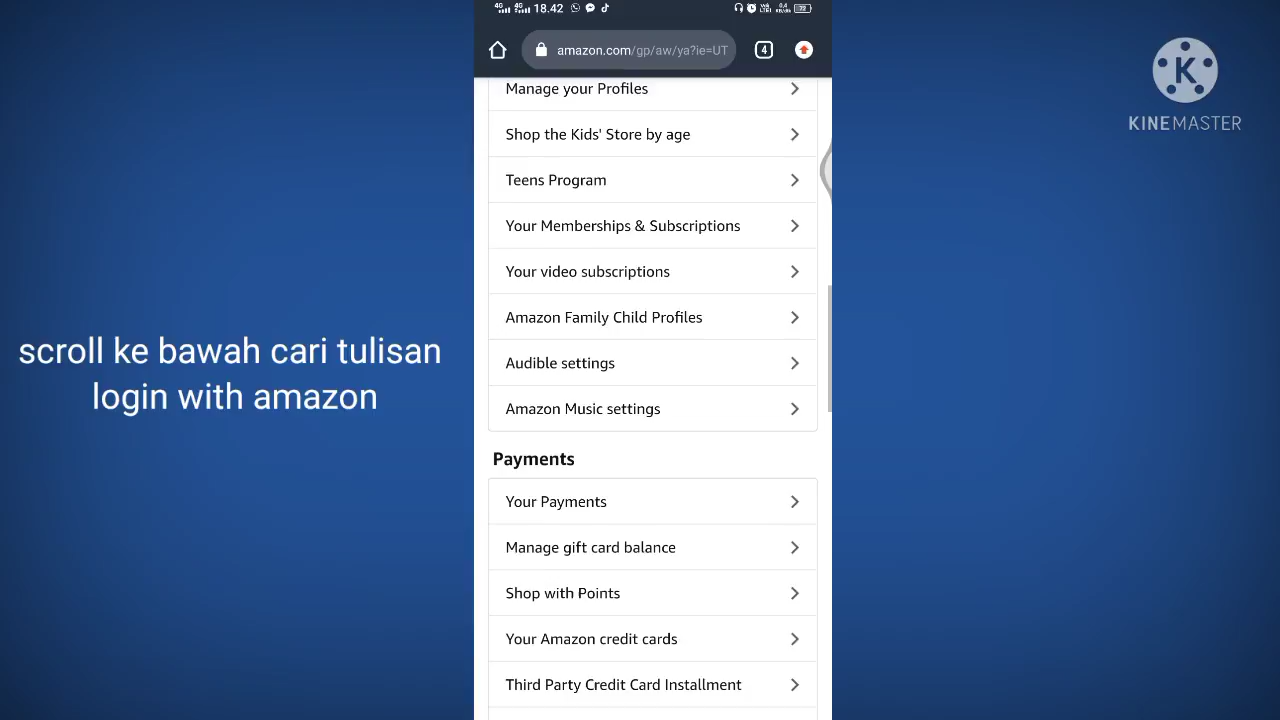 18.42
4
amazon.com/gp/aw/ya?ie=UT
Manage your Profiles
Shop the Kids' Store by age
Teens Program
Your Memberships & Subscriptions
Your video subscriptions
Amazon Family Child Profiles
Audible settings
Amazon Music settings
Payments
Your Payments
Manage gift card balance
Shop with Points
Your Amazon credit cards
Third Party Credit Card Installment
scroll ke bawah cari tulisan
login with amazon
K
KINEMASTER